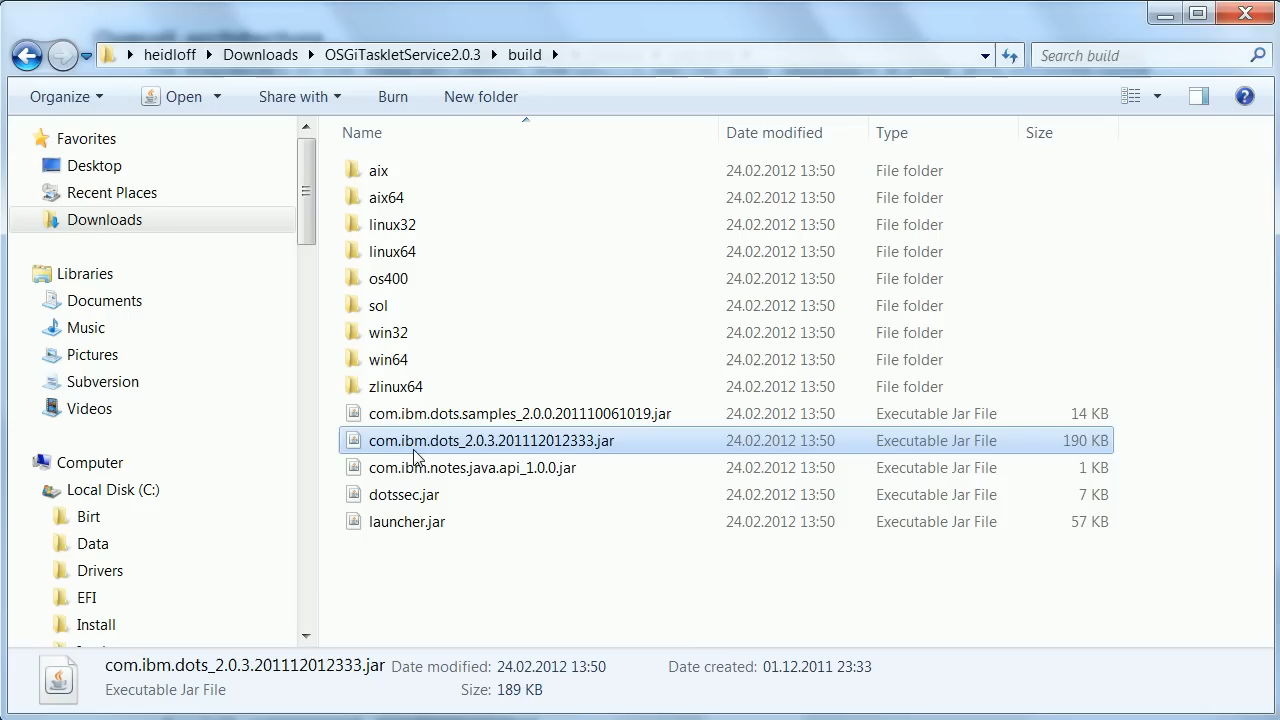 heidloff Downloads OSGiTaskletService2.0.3 build Search build
Organize Open Share with Burn New folder
Name Date modified Type Size
Favorites
Desktop
Recent Places
Downloads
Libraries
Documents
Music
Pictures
Subversion
Videos
Computer
Local Disk (C:)
Birt
Data
Drivers
EFI
Install
aix 24.02.2012 13:50 File folder
aix64 24.02.2012 13:50 File folder
linux32 24.02.2012 13:50 File folder
linux64 24.02.2012 13:50 File folder
os400 24.02.2012 13:50 File folder
sol 24.02.2012 13:50 File folder
win32 24.02.2012 13:50 File folder
win64 24.02.2012 13:50 File folder
zlinux64 24.02.2012 13:50 File folder
com.ibm.dots.samples_2.0.0.201110061019.jar 24.02.2012 13:50 Executable Jar File 14 KB
com.ibm.dots_2.0.3.201112012333.jar 24.02.2012 13:50 Executable Jar File 190 KB
com.ibm.notes.java.api_1.0.0.jar 24.02.2012 13:50 Executable Jar File 1 KB
dotssec.jar 24.02.2012 13:50 Executable Jar File 7 KB
launcher.jar 24.02.2012 13:50 Executable Jar File 57 KB
com.ibm.dots_2.0.3.201112012333.jar Date modified: 24.02.2012 13:50 Date created: 01.12.2011 23:33
Executable Jar File Size: 189 KB